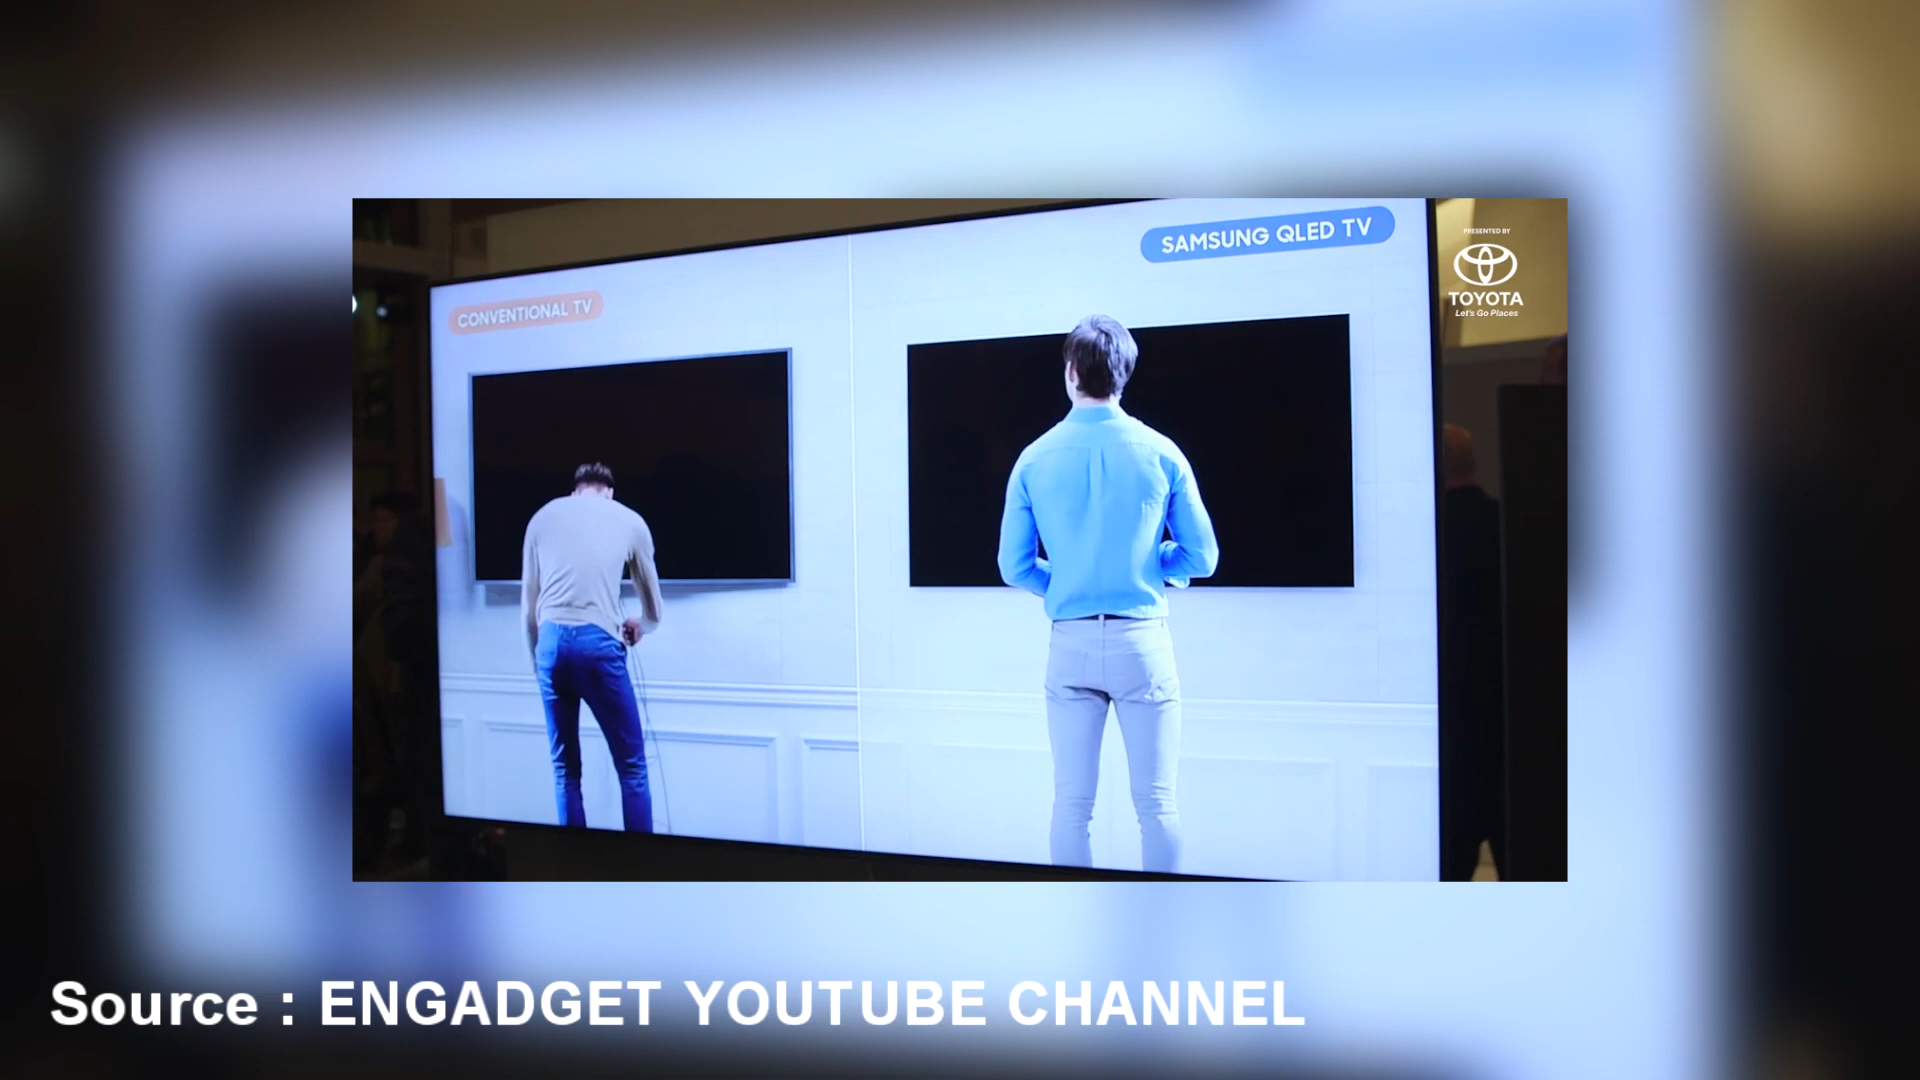 SAMSUNG QLED TV
PRESENTED BY
TOYOTA
Let's Go Places
CONVENTIONAL TV
Source : ENGADGET YOUTUBE CHANNEL